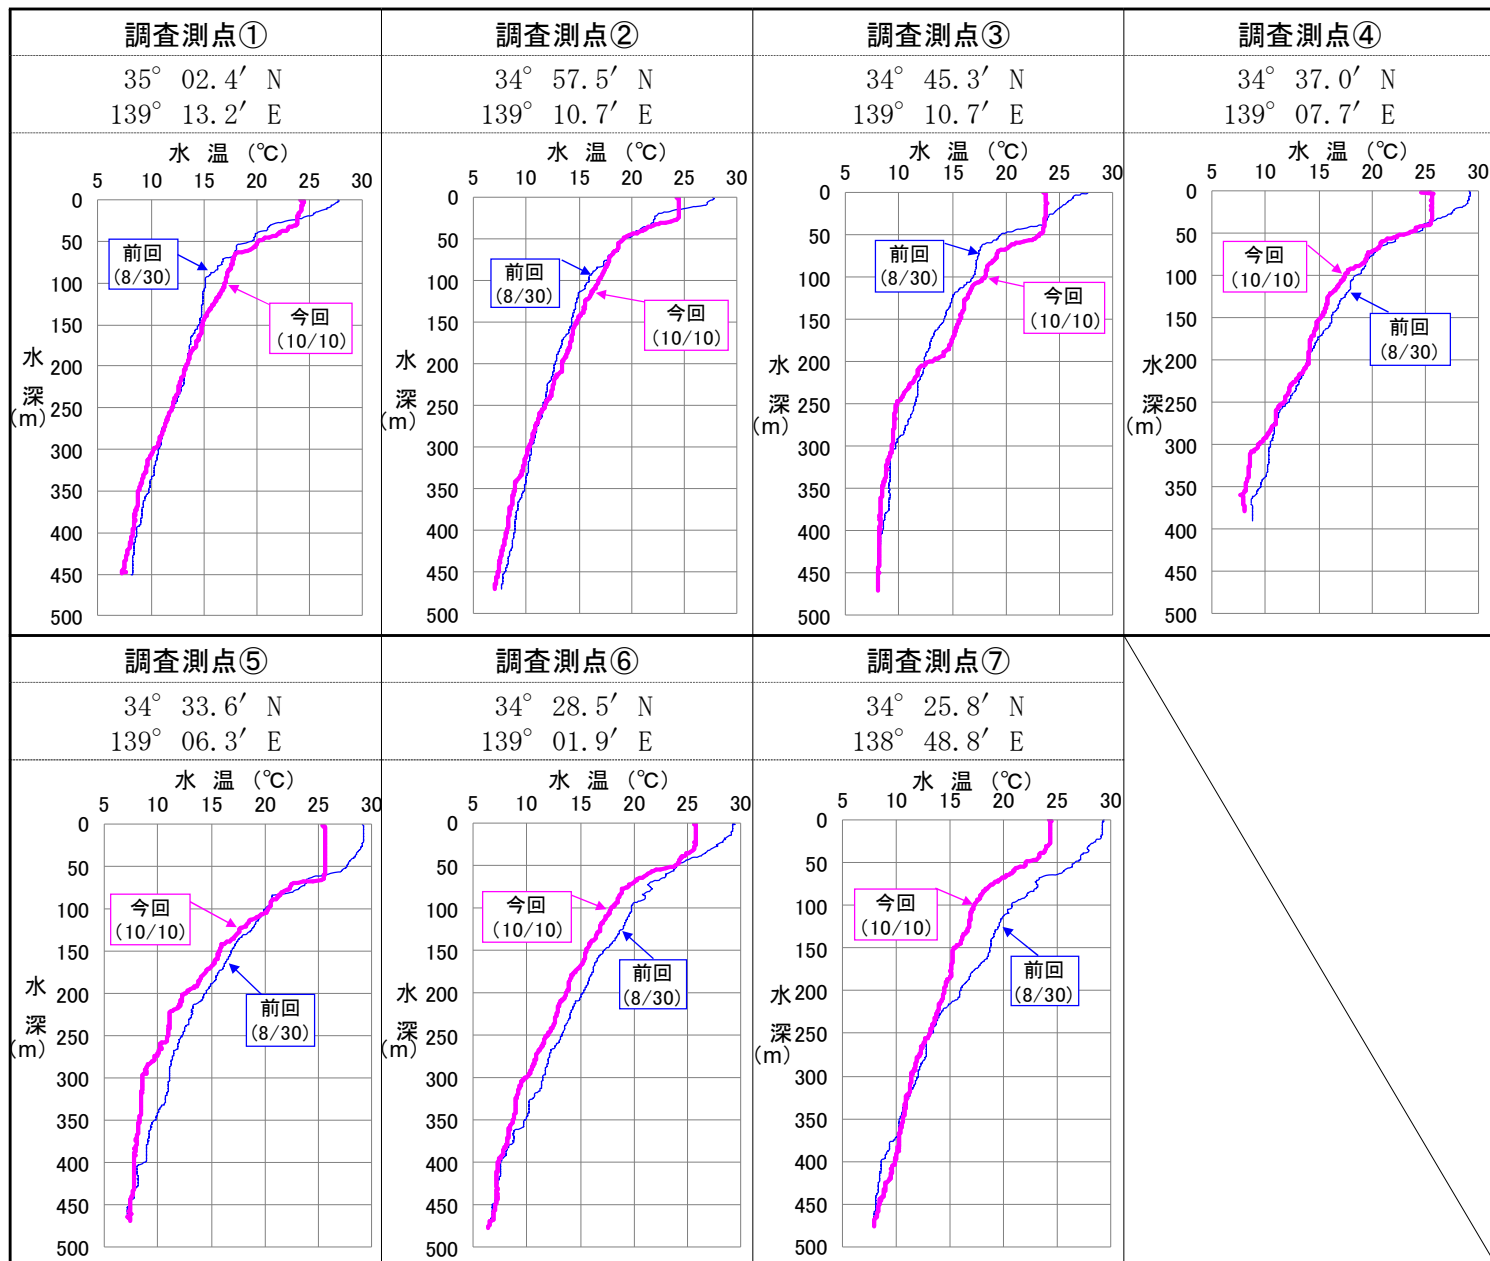 調査測点①
35° 02.4′ N
139° 13.2′ E
水 温 (℃)
5 10 15 20 25 30
0
50
100
150
200
250
300
350
400
450
500
水深(m)
前回
(8/30)
今回
(10/10)
調査測点②
34° 57.5′ N
139° 10.7′ E
水 温 (℃)
5 10 15 20 25 30
0
50
100
150
200
250
300
350
400
450
500
水深(m)
前回
(8/30)
今回
(10/10)
調査測点③
34° 45.3′ N
139° 10.7′ E
水 温 (℃)
5 10 15 20 25 30
0
50
100
150
200
250
300
350
400
450
500
水深(m)
前回
(8/30)
今回
(10/10)
調査測点④
34° 37.0′ N
139° 07.7′ E
水 温 (℃)
5 10 15 20 25 30
0
50
100
150
200
250
300
350
400
450
500
水深(m)
今回
(10/10)
前回
(8/30)
調査測点⑤
34° 33.6′ N
139° 06.3′ E
水 温 (℃)
5 10 15 20 25 30
0
50
100
150
200
250
300
350
400
450
500
水深(m)
今回
(10/10)
前回
(8/30)
調査測点⑥
34° 28.5′ N
139° 01.9′ E
水 温 (℃)
5 10 15 20 25 30
0
50
100
150
200
250
300
350
400
450
500
水深(m)
今回
(10/10)
前回
(8/30)
調査測点⑦
34° 25.8′ N
138° 48.8′ E
水 温 (℃)
5 10 15 20 25 30
0
50
100
150
200
250
300
350
400
450
500
水深(m)
今回
(10/10)
前回
(8/30)